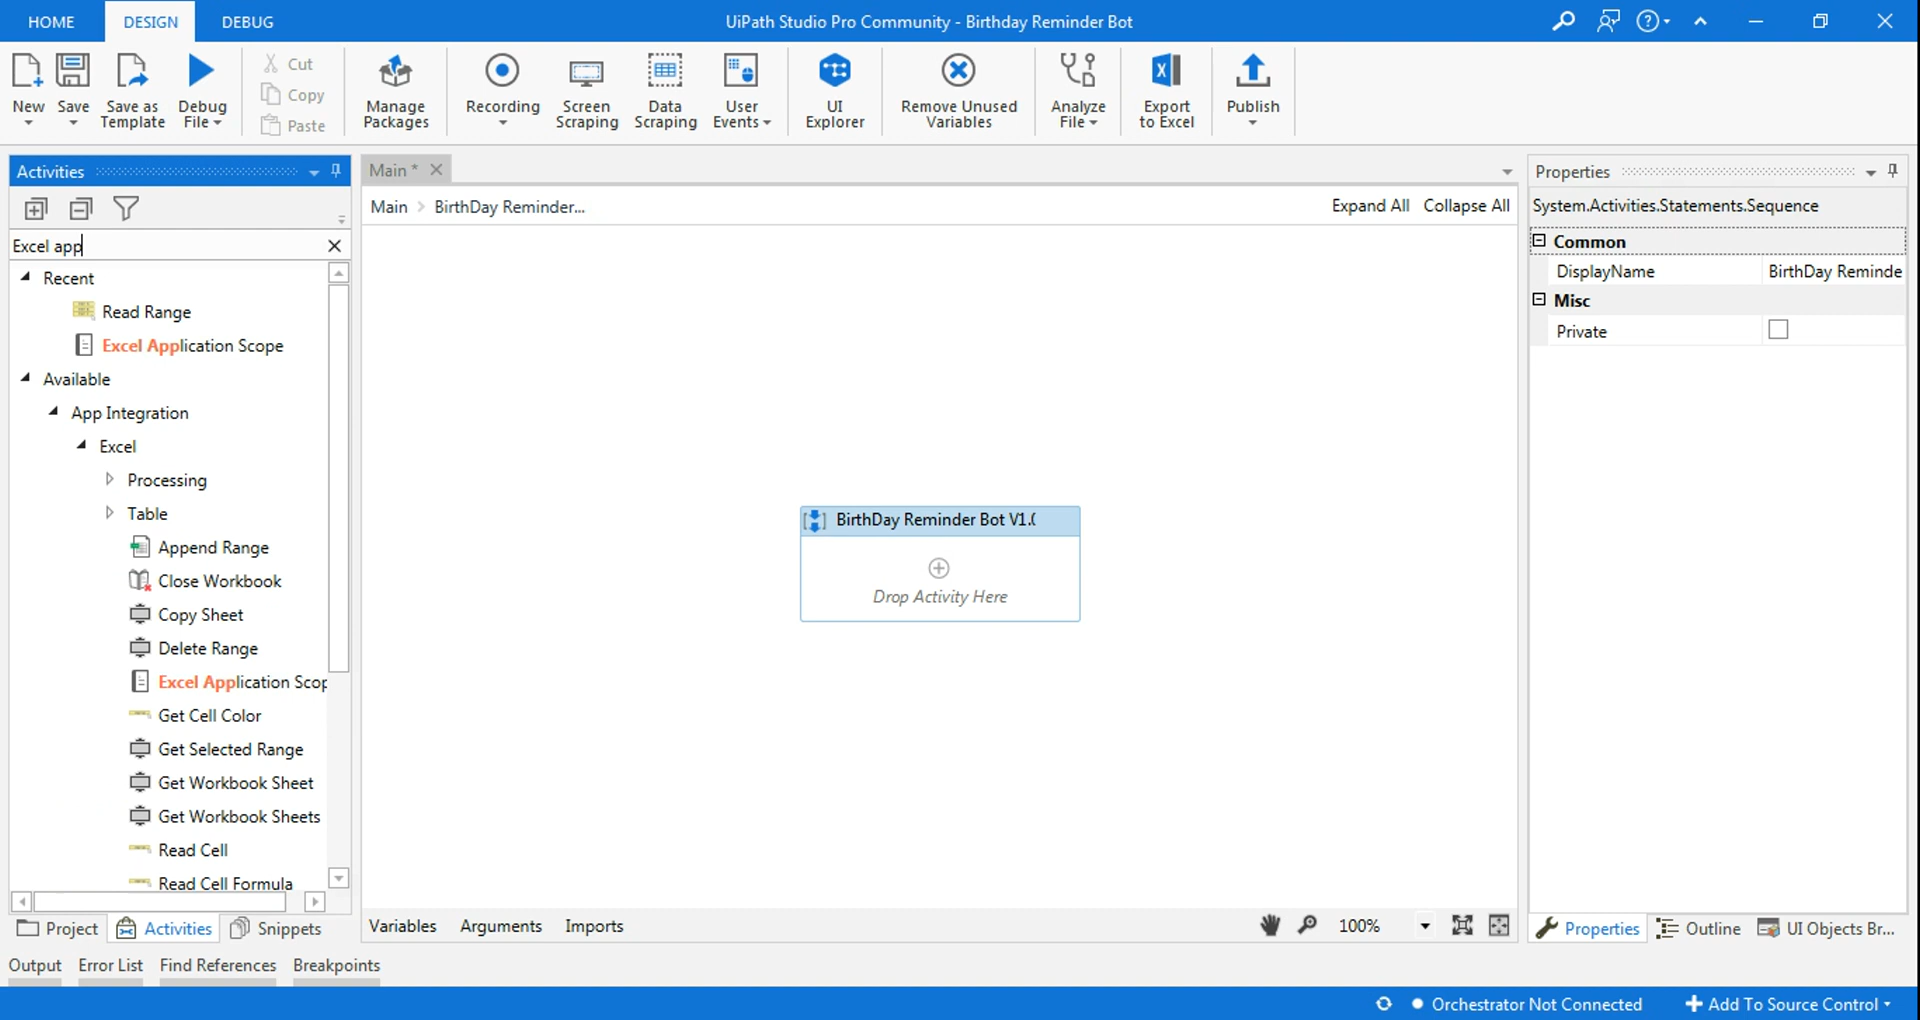 HOME DESIGN DEBUG UiPath Studio Pro Community - Birthday Reminder Bot
New Save Save as Template Debug File
Cut
Copy
Paste
Manage Packages
Recording
Screen Scraping
Data Scraping
User Events
UI Explorer
Remove Unused Variables
Analyze File
Export to Excel
Publish
Activities
Excel app
Recent
Read Range
Excel Application Scope
Available
App Integration
Excel
Processing
Table
Append Range
Close Workbook
Copy Sheet
Delete Range
Excel Application Scop
Get Cell Color
Get Selected Range
Get Workbook Sheet
Get Workbook Sheets
Read Cell
Read Cell Formula
Project Activities Snippets
Main *
Main > BirthDay Reminder... Expand All Collapse All
BirthDay Reminder Bot V1.(
Drop Activity Here
Variables Arguments Imports 100%
Properties
System.Activities.Statements.Sequence
Common
DisplayName BirthDay Reminde
Misc
Private
Properties Outline UI Objects Br...
Output Error List Find References Breakpoints
Orchestrator Not Connected Add To Source Control